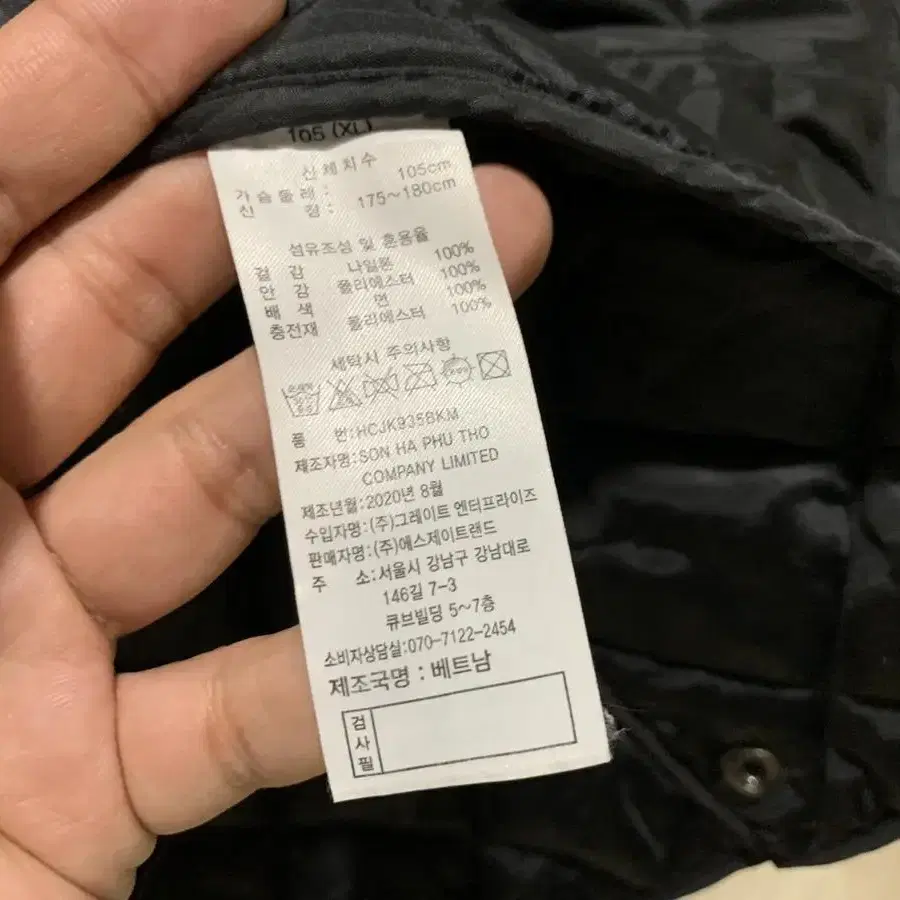 105 (XL)
신체치수
가슴둘레 : 105cm
신 장 : 175~180cm
섬유조성 및 혼용율
겉 감 나일론 100%
안 감 폴리에스터 100%
배 색 면 100%
충전재 폴리에스터 100%
세탁시 주의사항
품 번:HCJK935BKM
제조자명:SON HA PHU THO
COMPANY LIMITED
제조년월:2020년 8월
수입자명:(주)그레이트 엔터프라이즈
판매자명:(주)에스제이트랜드
주 소:서울시 강남구 강남대로
146길 7-3
큐브빌딩 5~7층
소비자상담실:070-7122-2454
제조국명 : 베트남
검
사
필